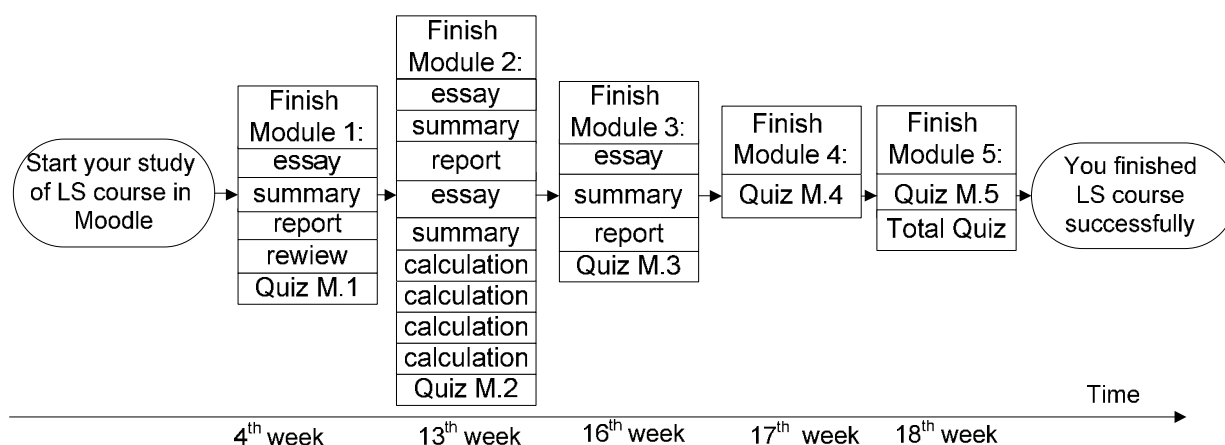 Start your study
of LS course in
Moodle
Finish
Module 1:
essay
summary
report
rewiew
Quiz M.1
Finish
Module 2:
essay
summary
report
essay
summary
calculation
calculation
calculation
calculation
Quiz M.2
Finish
Module 3:
essay
summary
report
Quiz M.3
Finish
Module 4:
Quiz M.4
Finish
Module 5:
Quiz M.5
Total Quiz
You finished
LS course
successfully
Time
4th week
13th week
16th week
17th week
18th week